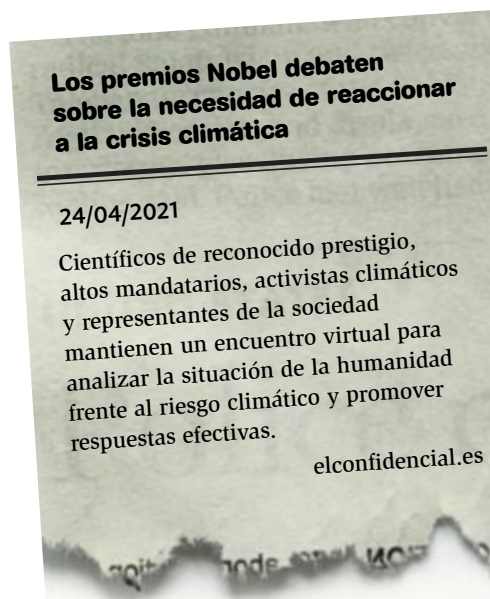 Los premios Nobel debaten
sobre la necesidad de reaccionar
a la crisis climática
24/04/2021
Científicos de reconocido prestigio,
altos mandatarios, activistas climáticos
y representantes de la sociedad
mantienen un encuentro virtual para
analizar la situación de la humanidad
frente al riesgo climático y promover
respuestas efectivas.
elconfidencial.es